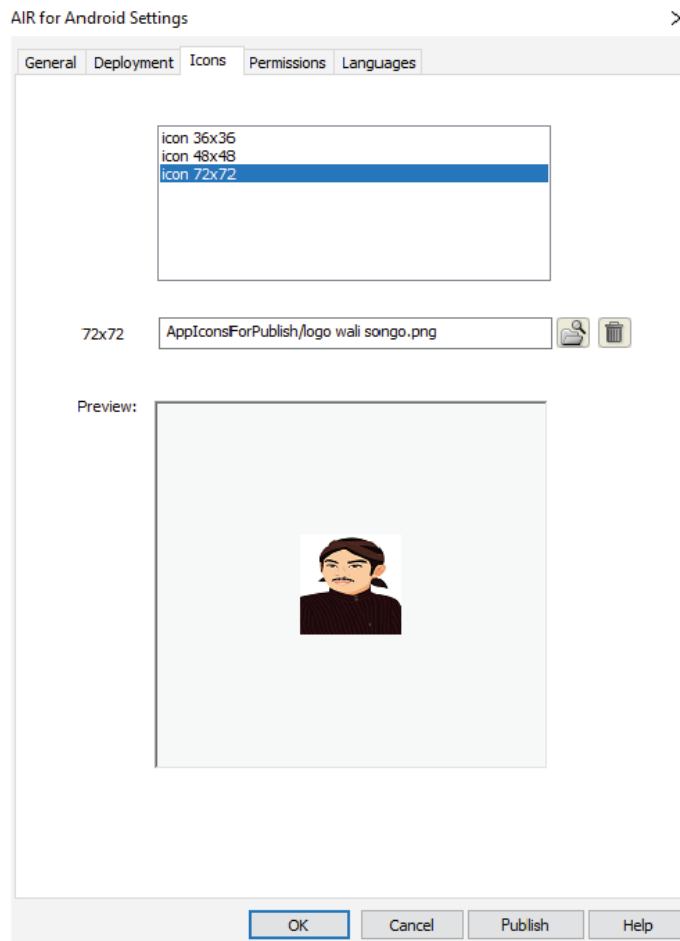 AIR for Android Settings
General Deployment Icons Permissions Languages
icon 36x36
icon 48x48
icon 72x72
72x72 AppIconsForPublish/logo wali songo.png
Preview:
OK Cancel Publish Help